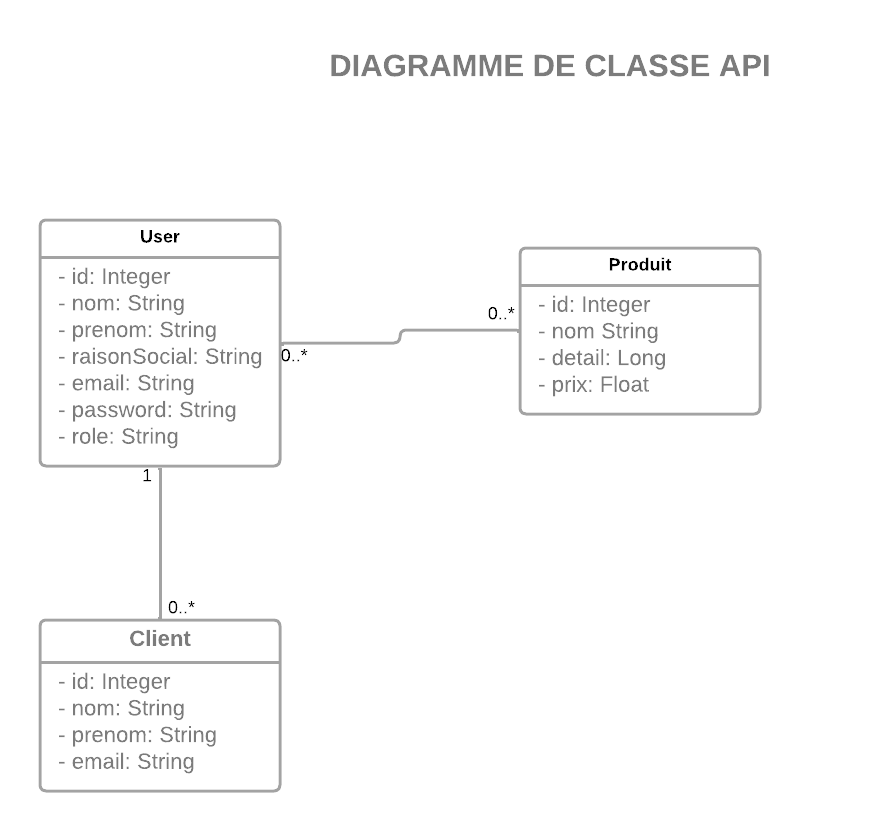 DIAGRAMME DE CLASSE API
User
- id: Integer
- nom: String
- prenom: String
- raisonSocial: String
- email: String
- password: String
- role: String
0..*
0..*
Produit
- id: Integer
- nom String
- detail: Long
- prix: Float
1
0..*
Client
- id: Integer
- nom: String
- prenom: String
- email: String